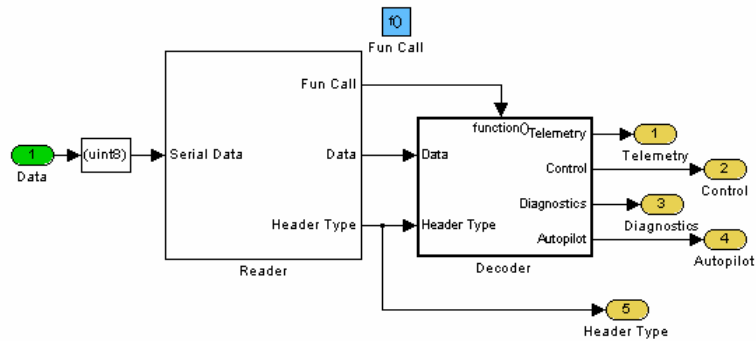 f()
Fun Call
Fun Call
function()
Telemetry
1
Telemetry
1
Data
(uint8)
Serial Data
Data
Data
Control
2
Control
Diagnostics
3
Diagnostics
Header Type
Header Type
Autopilot
4
Autopilot
Reader
Decoder
5
Header Type